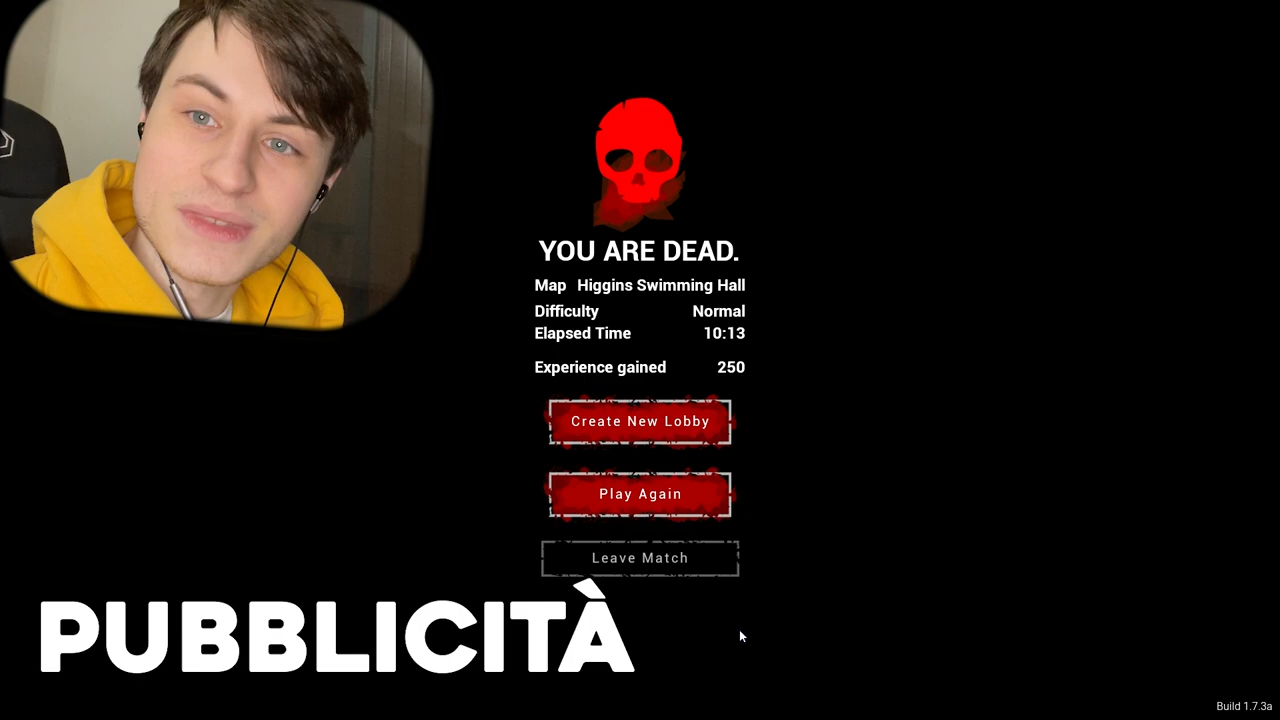 YOU ARE DEAD.
Map Higgins Swimming Hall
Difficulty Normal
Elapsed Time 10:13
Experience gained 250
Create New Lobby
Play Again
Leave Match
PUBBLICITÀ
Build 1.7.3a